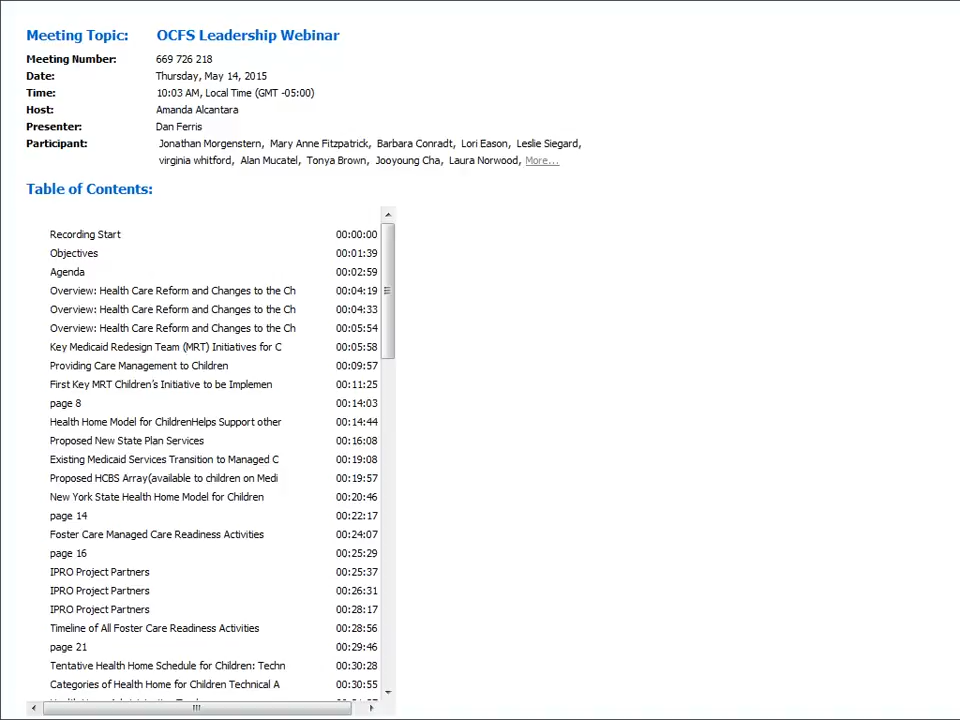 Meeting Topic: OCFS Leadership Webinar
Meeting Number: 669 726 218
Date: Thursday, May 14, 2015
Time: 10:03 AM, Local Time (GMT -05:00)
Host: Amanda Alcantara
Presenter: Dan Ferris
Participant: Jonathan Morgenstern, Mary Anne Fitzpatrick, Barbara Conradt, Lori Eason, Leslie Siegard,
virginia whitford, Alan Mucatel, Tonya Brown, Jooyoung Cha, Laura Norwood, More...
Table of Contents:
Recording Start 00:00:00
Objectives 00:01:39
Agenda 00:02:59
Overview: Health Care Reform and Changes to the Ch 00:04:19
Overview: Health Care Reform and Changes to the Ch 00:04:33
Overview: Health Care Reform and Changes to the Ch 00:05:54
Key Medicaid Redesign Team (MRT) Initiatives for C 00:05:58
Providing Care Management to Children 00:09:57
First Key MRT Children's Initiative to be Implemen 00:11:25
page 8 00:14:03
Health Home Model for ChildrenHelps Support other 00:14:44
Proposed New State Plan Services 00:16:08
Existing Medicaid Services Transition to Managed C 00:19:08
Proposed HCBS Array(available to children on Medi 00:19:57
New York State Health Home Model for Children 00:20:46
page 14 00:22:17
Foster Care Managed Care Readiness Activities 00:24:07
page 16 00:25:29
IPRO Project Partners 00:25:37
IPRO Project Partners 00:26:31
IPRO Project Partners 00:28:17
Timeline of All Foster Care Readiness Activities 00:28:56
page 21 00:29:46
Tentative Health Home Schedule for Children: Techn 00:30:28
Categories of Health Home for Children Technical A 00:30:55